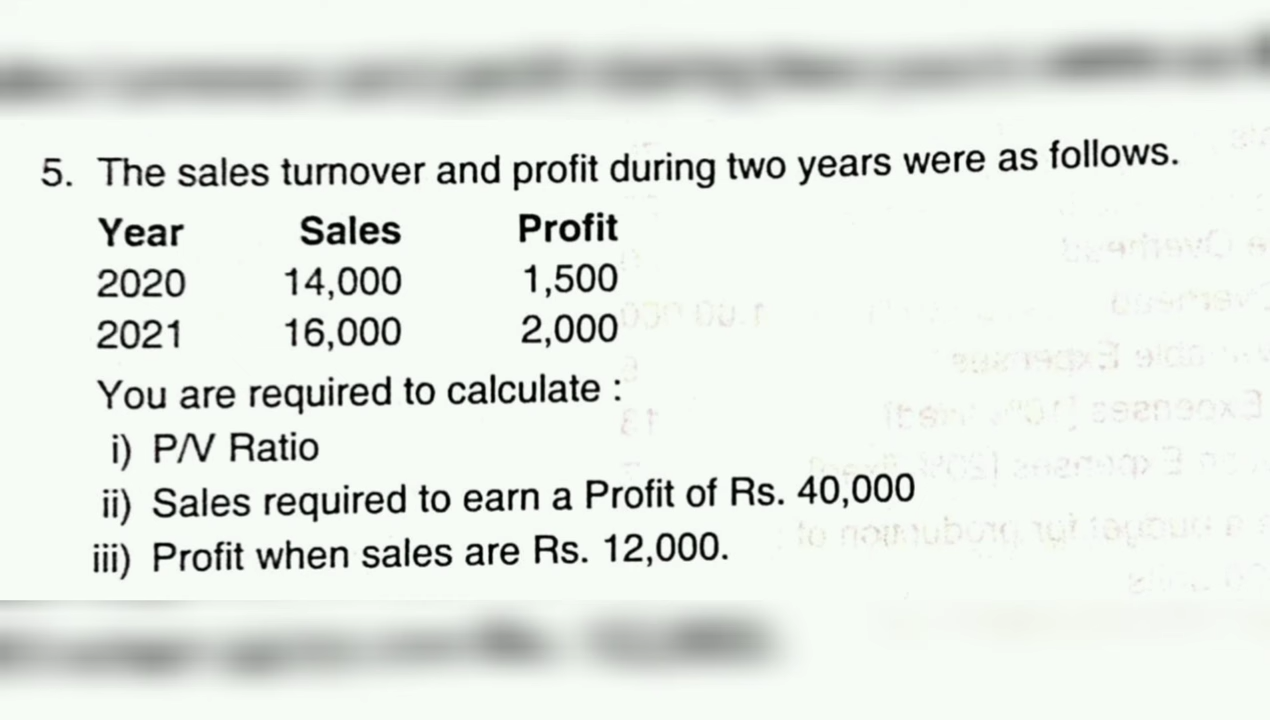 5. The sales turnover and profit during two years were as follows.
Year Sales Profit
2020 14,000 1,500
2021 16,000 2,000
You are required to calculate :
i) P/V Ratio
ii) Sales required to earn a Profit of Rs. 40,000
iii) Profit when sales are Rs. 12,000.